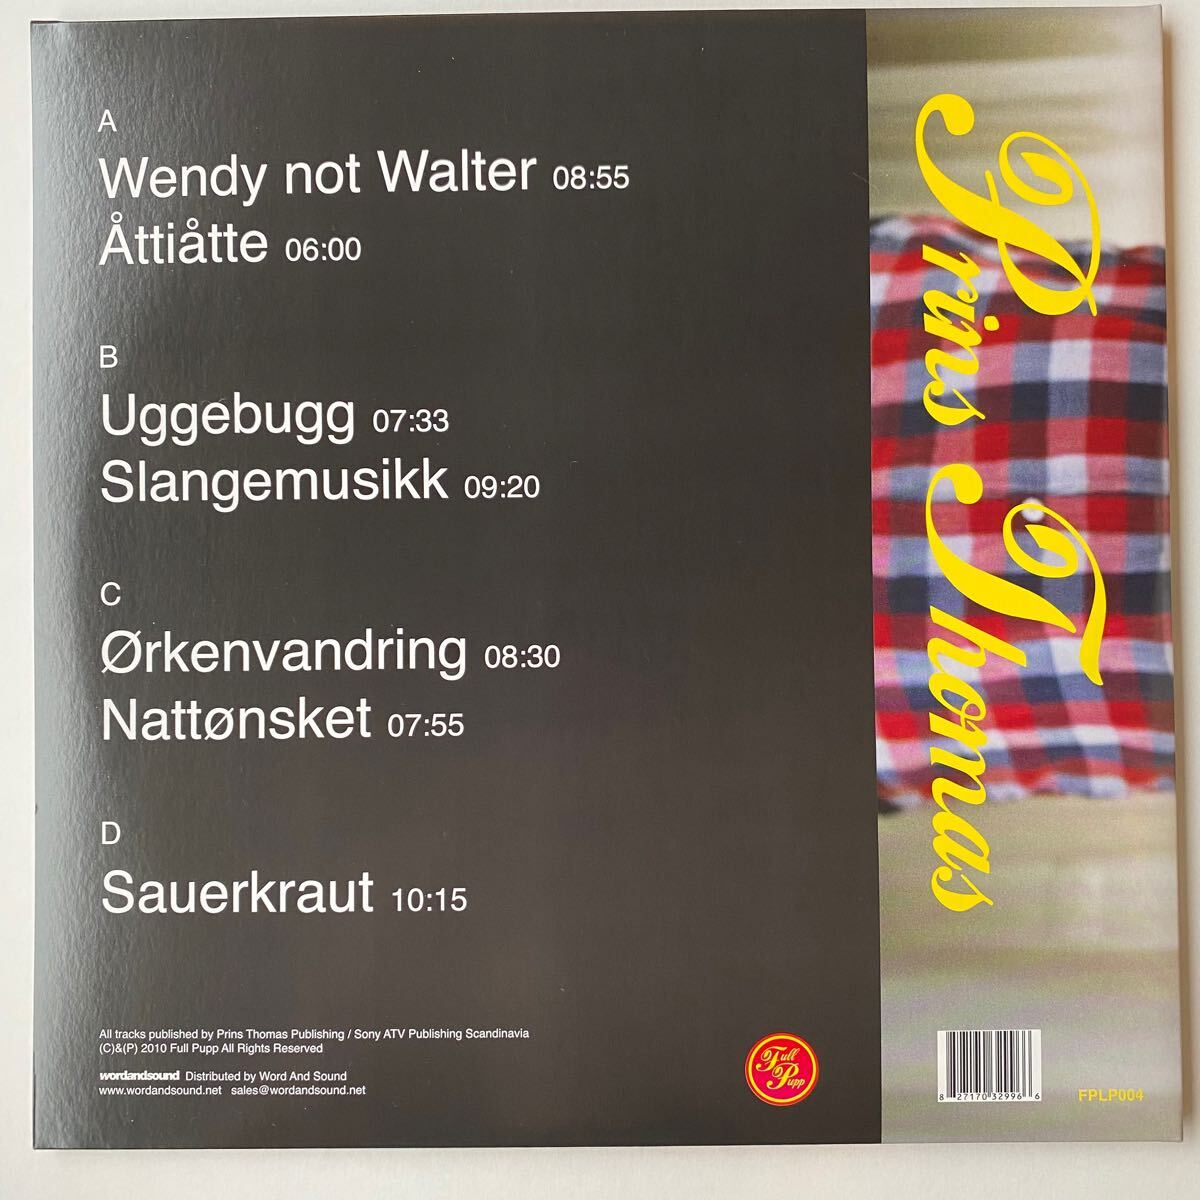 A
Wendy not Walter 08:55
Åttiåtte 06:00
B
Uggebugg 07:33
Slangemusikk 09:20
C
Ørkenvandring 08:30
Nattønsket 07:55
D
Sauerkraut 10:15
All tracks published by Prins Thomas Publishing / Sony ATV Publishing Scandinavia
(C)&(P) 2010 Full Pupp All Rights Reserved
wordandsound Distributed by Word And Sound
www.wordandsound.net sales@wordandsound.net
Full
Pupp
Prins Thomas
8 27170 32996 6
FPLP004